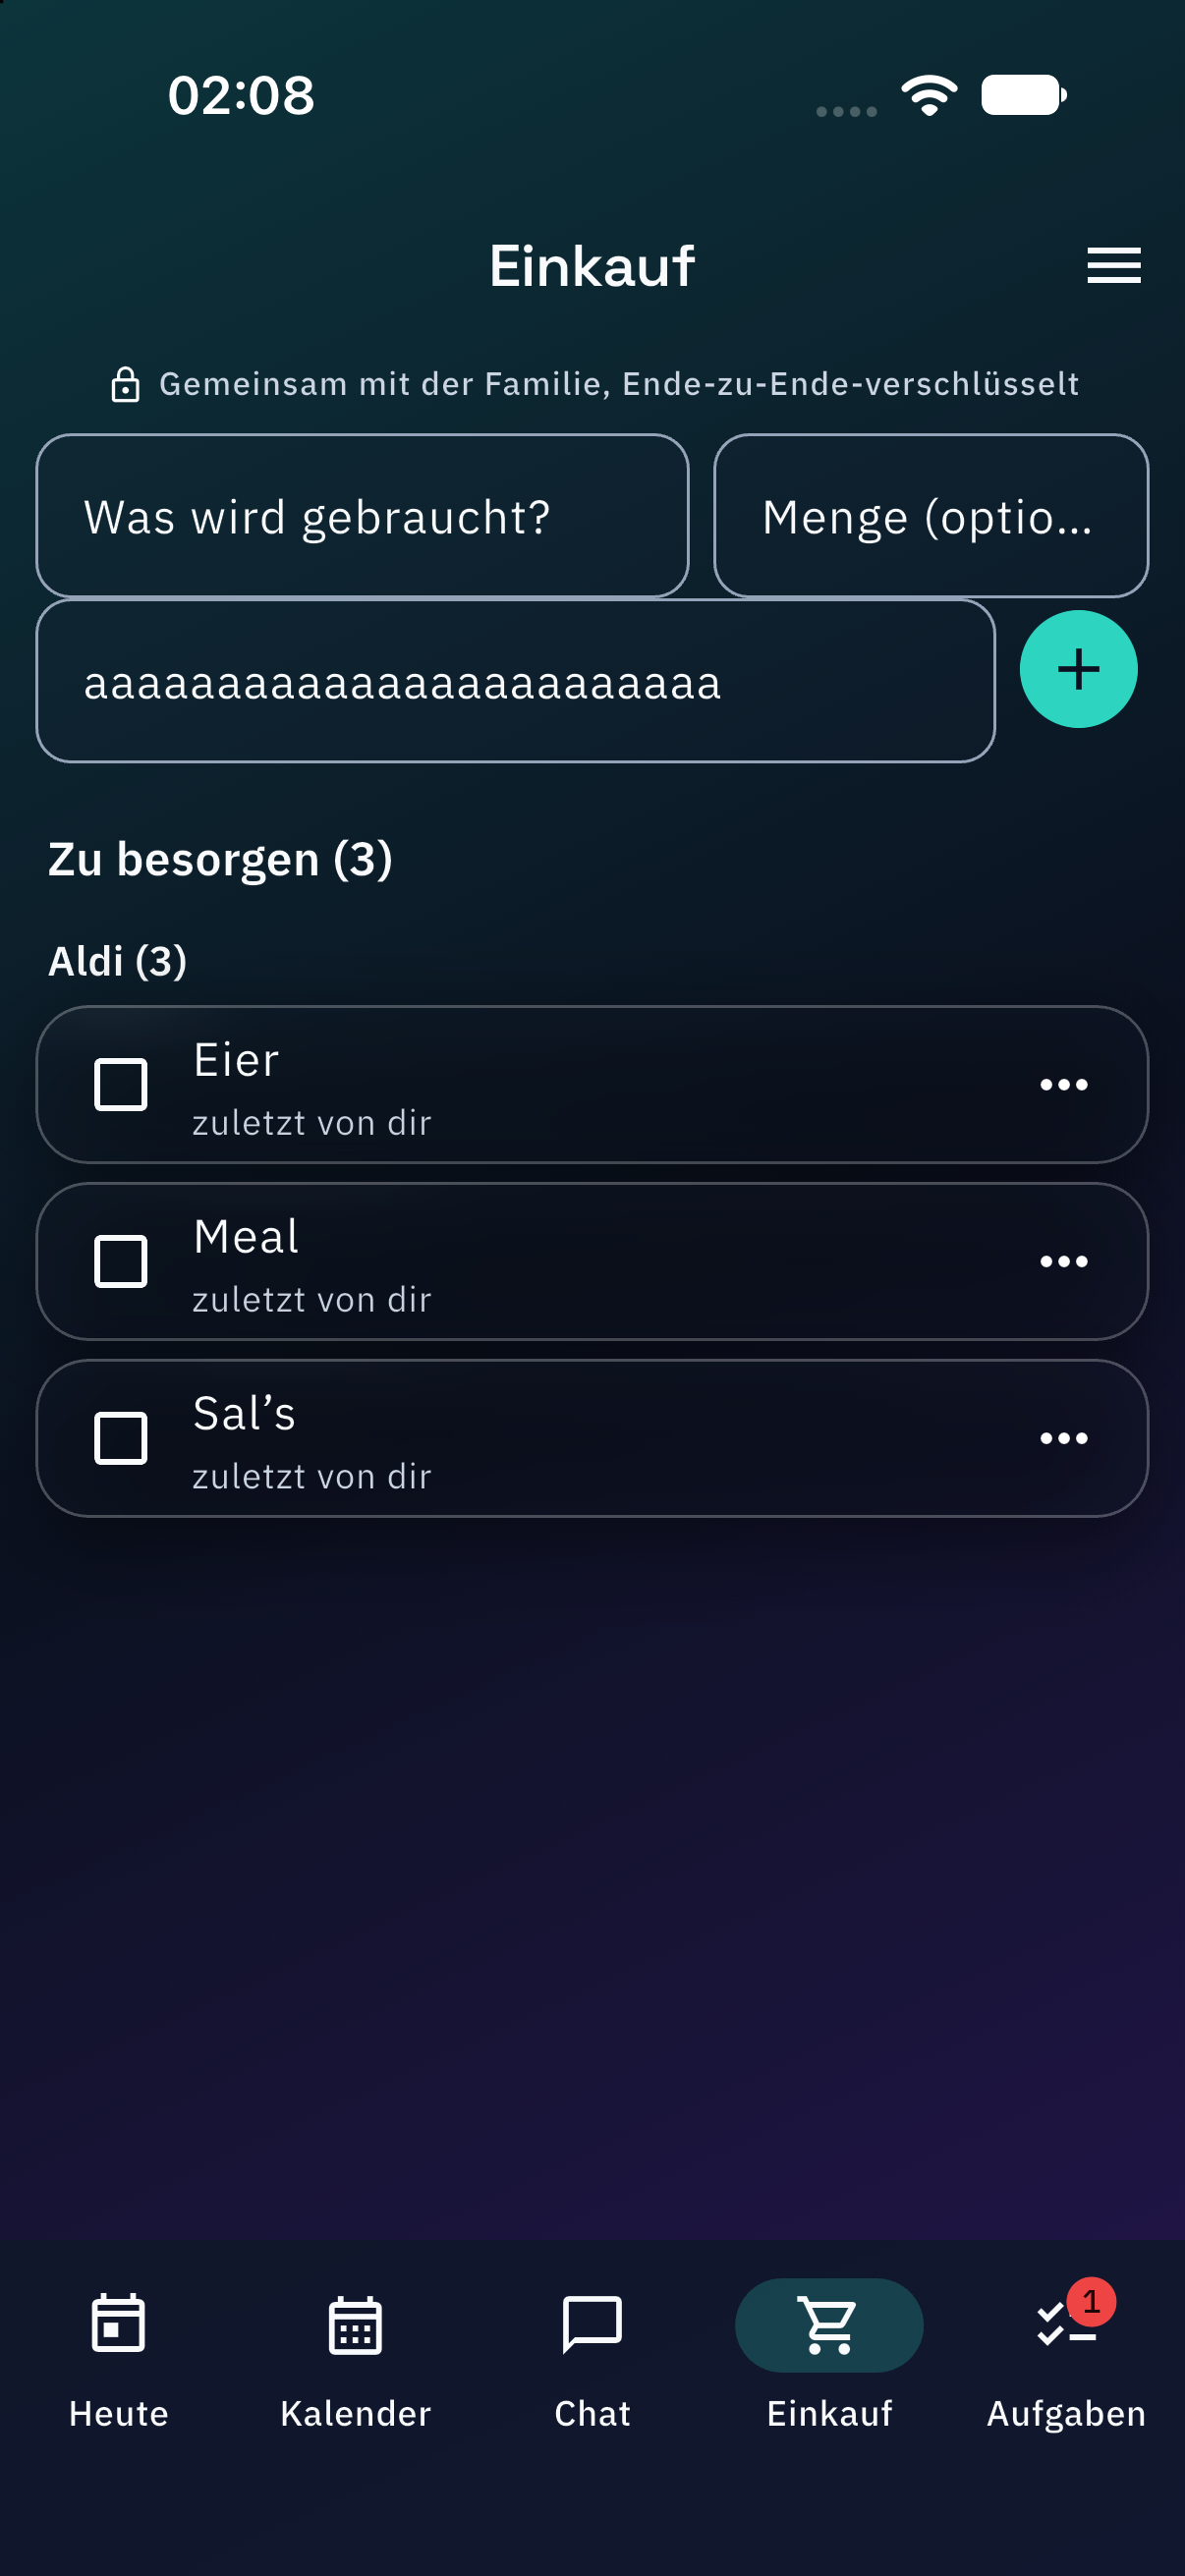 02:08
Einkauf
Gemeinsam mit der Familie, Ende-zu-Ende-verschlüsselt
Was wird gebraucht?
Menge (optio...
aaaaaaaaaaaaaaaaaaaaaaaa
Zu besorgen (3)
Aldi (3)
Eier
zuletzt von dir
Meal
zuletzt von dir
Sal’s
zuletzt von dir
1
Heute
Kalender
Chat
Einkauf
Aufgaben